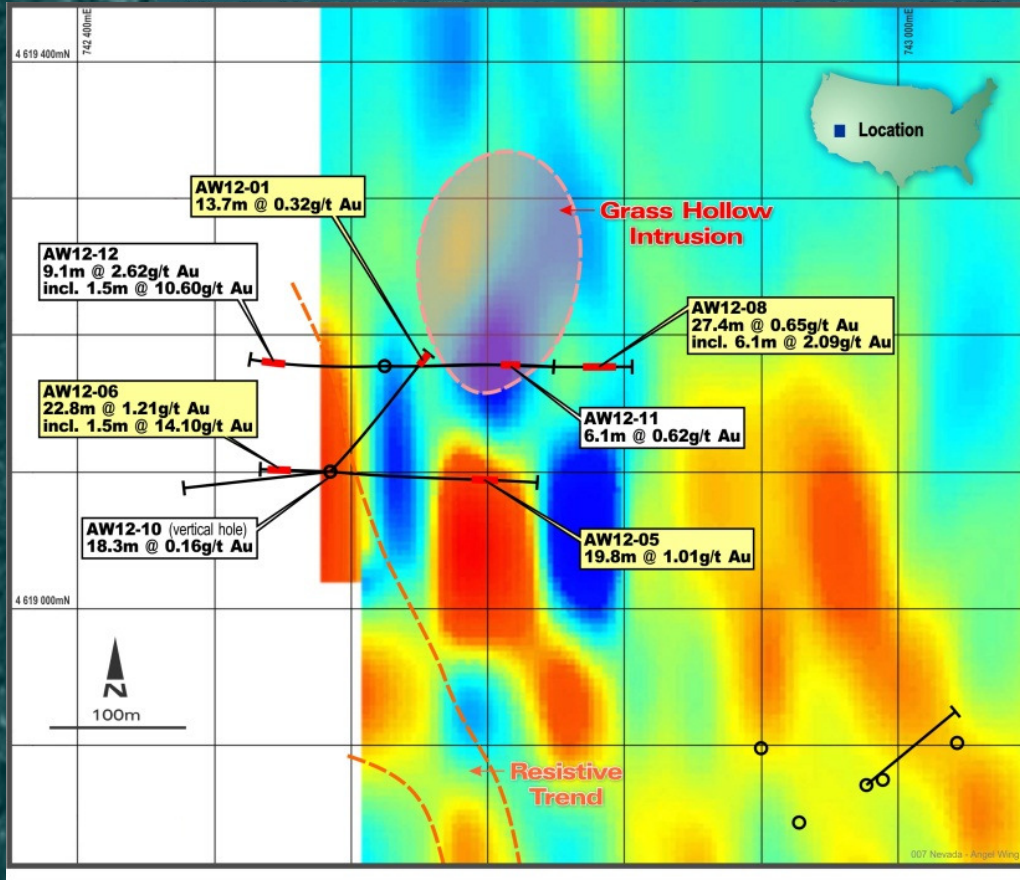 742 400mE
743 000mE
4 619 400mN
Location
AW12-01
13.7m @ 0.32g/t Au
Grass Hollow
Intrusion
AW12-12
9.1m @ 2.62g/t Au
incl. 1.5m @ 10.60g/t Au
AW12-08
27.4m @ 0.65g/t Au
incl. 6.1m @ 2.09g/t Au
AW12-06
22.8m @ 1.21g/t Au
incl. 1.5m @ 14.10g/t Au
AW12-11
6.1m @ 0.62g/t Au
AW12-10 (vertical hole)
18.3m @ 0.16g/t Au
AW12-05
19.8m @ 1.01g/t Au
4 619 000mN
N
100m
Resistive
Trend
007 Nevada - Angel Wing